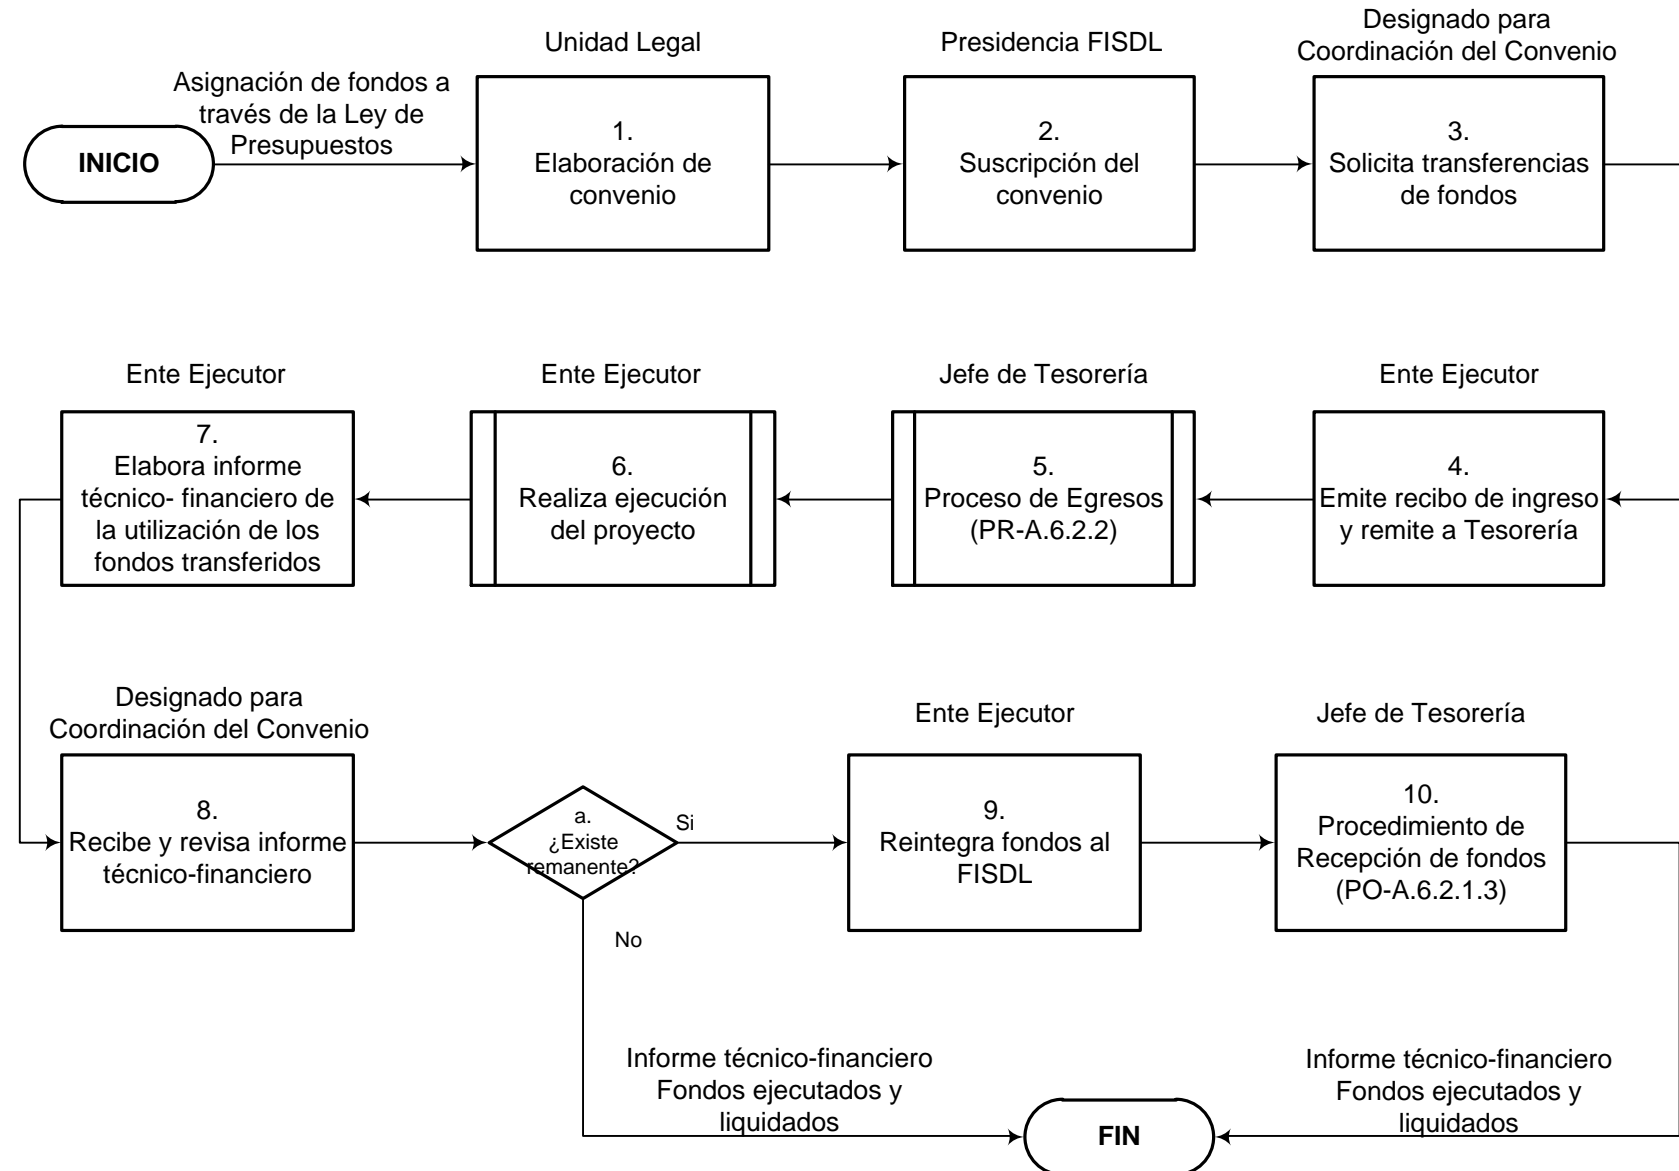 Asignación de fondos a
través de la Ley de
Presupuestos
INICIO
Unidad Legal
1.
Elaboración de
convenio
Presidencia FISDL
2.
Suscripción del
convenio
Designado para
Coordinación del Convenio
3.
Solicita transferencias
de fondos
Ente Ejecutor
4.
Emite recibo de ingreso
y remite a Tesorería
Jefe de Tesorería
5.
Proceso de Egresos
(PR-A.6.2.2)
Ente Ejecutor
6.
Realiza ejecución
del proyecto
Ente Ejecutor
7.
Elabora informe
técnico- financiero de
la utilización de los
fondos transferidos
Designado para
Coordinación del Convenio
8.
Recibe y revisa informe
técnico-financiero
a.
¿Existe
remanente?
Si
No
Ente Ejecutor
9.
Reintegra fondos al
FISDL
Jefe de Tesorería
10.
Procedimiento de
Recepción de fondos
(PO-A.6.2.1.3)
Informe técnico-financiero
Fondos ejecutados y
liquidados
FIN
Informe técnico-financiero
Fondos ejecutados y
liquidados